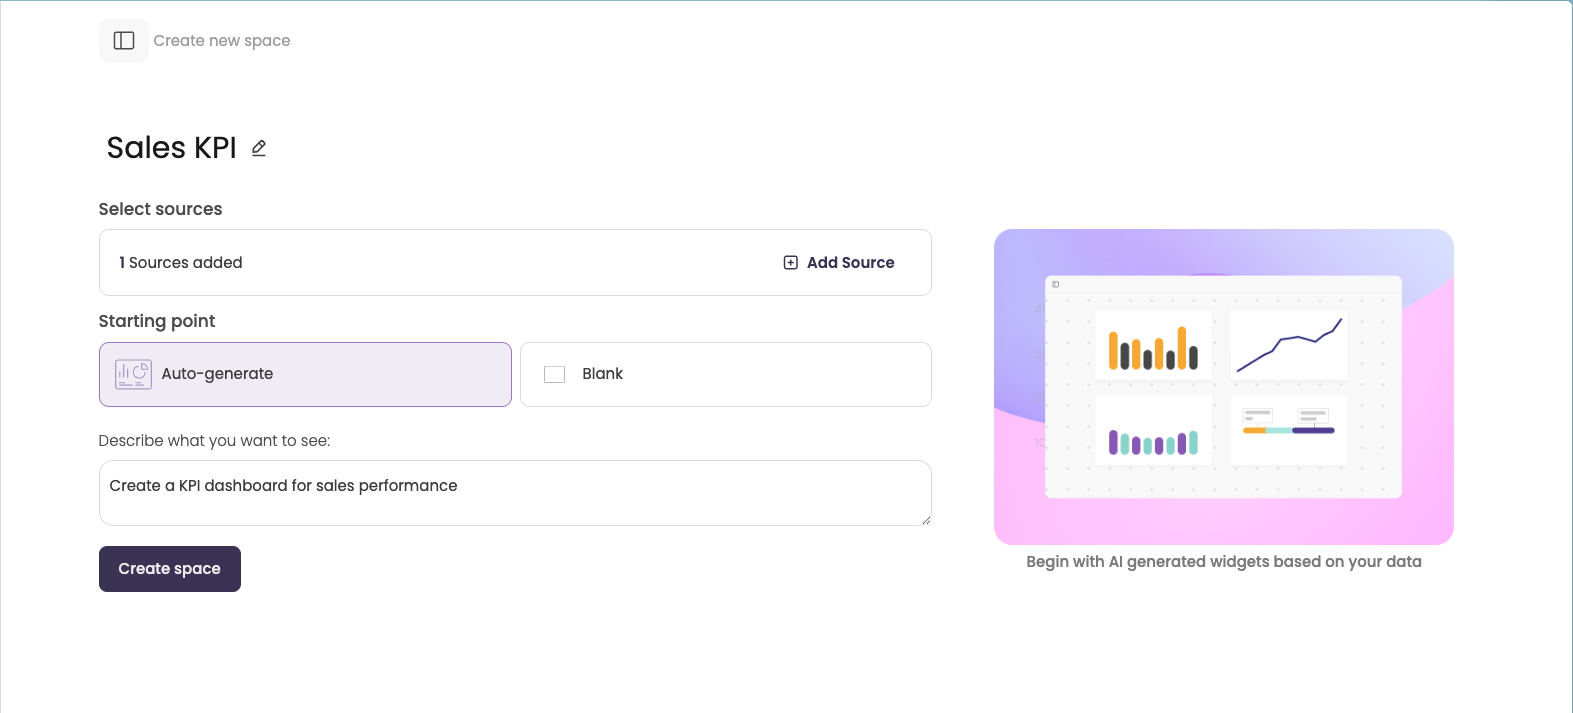 Create new space
Sales KPI
Select sources
1 Sources added
Add Source
Starting point
Auto-generate
Blank
Describe what you want to see:
Create a KPI dashboard for sales performance
Create space
Begin with AI generated widgets based on your data